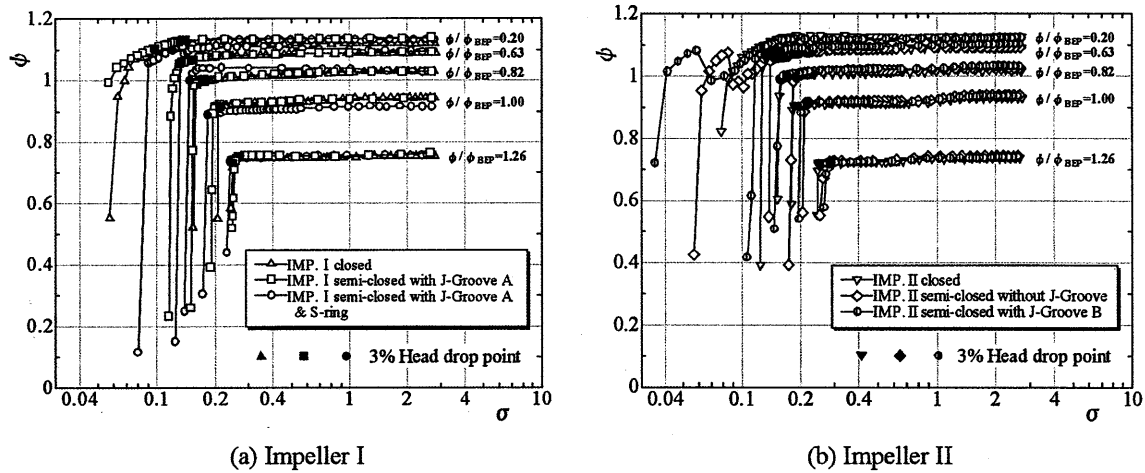 1.2
1
0.8
0.6
0.4
0.2
0
ϕ
ϕ/ϕBEP=0.20
ϕ/ϕBEP=0.63
ϕ/ϕBEP=0.82
ϕ/ϕBEP=1.00
ϕ/ϕBEP=1.26
IMP. I closed
IMP. I semi-closed with J-Groove A
IMP. I semi-closed with J-Groove A
& S-ring
3% Head drop point
0.04 0.1 0.2 0.4 1 2 4 10
σ
(a) Impeller I
1.2
1
0.8
0.6
0.4
0.2
0
ϕ
ϕ/ϕBEP=0.20
ϕ/ϕBEP=0.63
ϕ/ϕBEP=0.82
ϕ/ϕBEP=1.00
ϕ/ϕBEP=1.26
IMP. II closed
IMP. II semi-closed without J-Groove
IMP. II semi-closed with J-Groove B
3% Head drop point
0.04 0.1 0.2 0.4 1 2 4 10
σ
(b) Impeller II